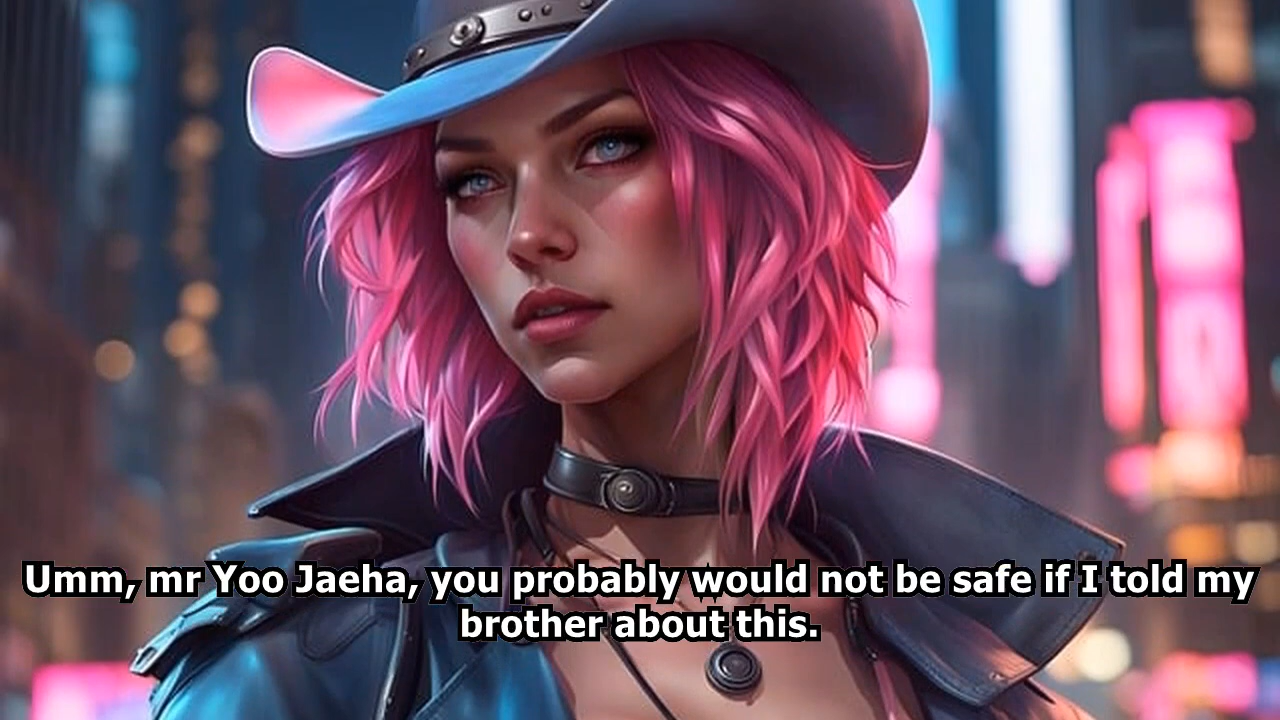 Umm, mr Yoo Jaeha, you probably would not be safe if I told my
brother about this.